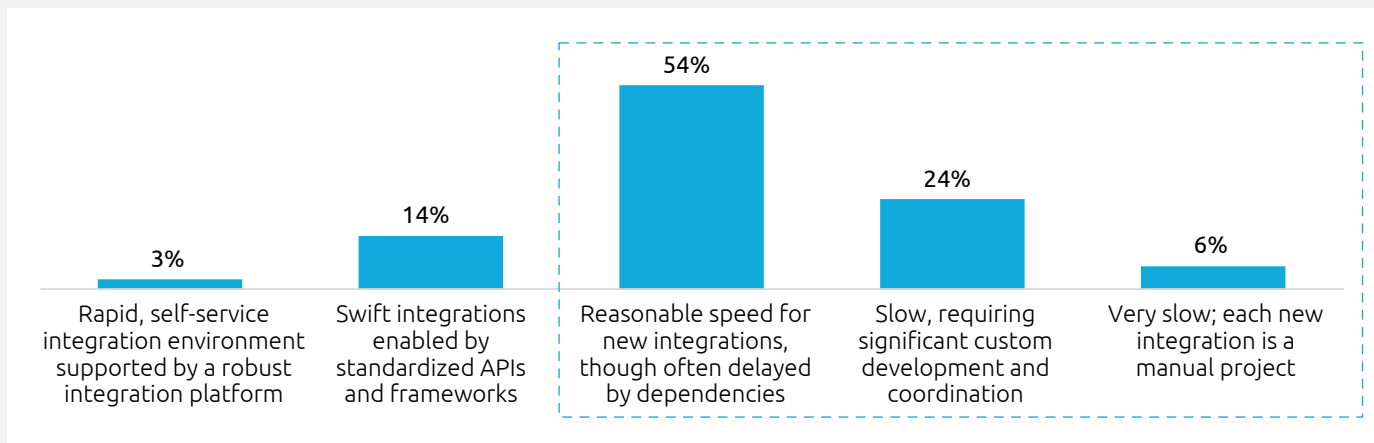 54%
24%
14%
6%
3%
Rapid, self-service
integration environment
supported by a robust
integration platform
Swift integrations
enabled by
standardized APIs
and frameworks
Reasonable speed for
new integrations,
though often delayed
by dependencies
Slow, requiring
significant custom
development and
coordination
Very slow; each new
integration is a
manual project